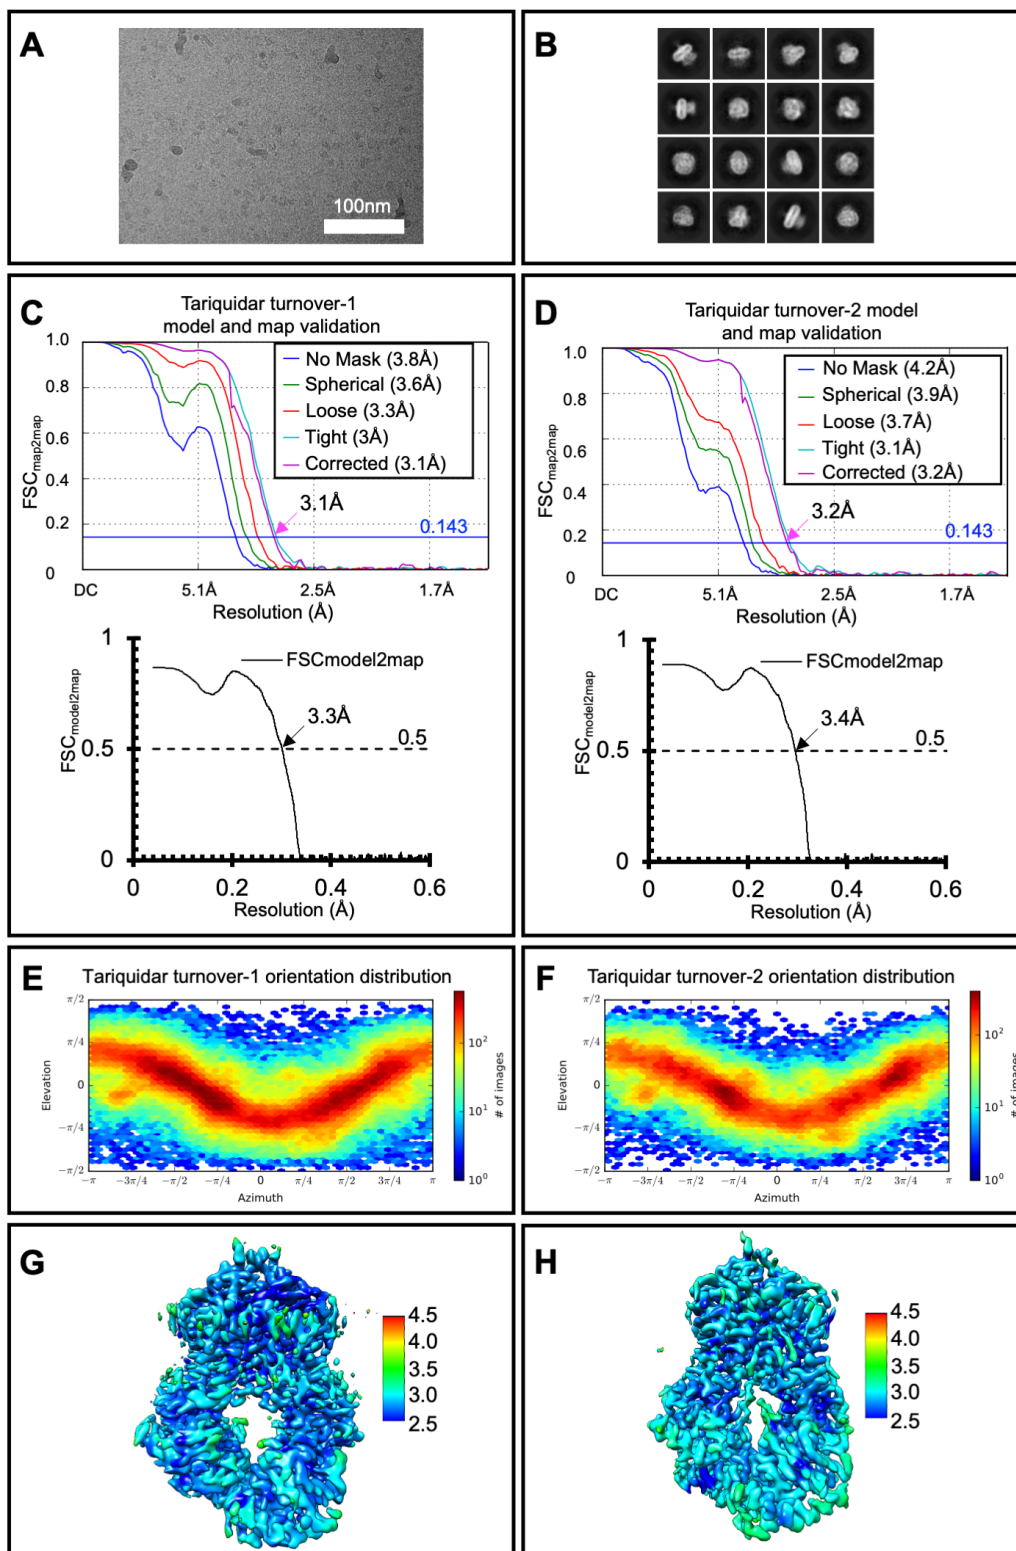 A
100nm
B
C
Tariquidar turnover-1
model and map validation
1.0
0.8
0.6
0.4
0.2
0
FSCmap2map
No Mask (3.8Å)
Spherical (3.6Å)
Loose (3.3Å)
Tight (3Å)
Corrected (3.1Å)
3.1Å
0.143
DC
5.1Å
2.5Å
1.7Å
Resolution (Å)
1
0.5
0
FSCmodel2map
FSCmodel2map
3.3Å
0.5
0
0.2
0.4
0.6
Resolution (Å)
D
Tariquidar turnover-2 model
and map validation
1.0
0.8
0.6
0.4
0.2
0
FSCmap2map
No Mask (4.2Å)
Spherical (3.9Å)
Loose (3.7Å)
Tight (3.1Å)
Corrected (3.2Å)
3.2Å
0.143
DC
5.1Å
2.5Å
1.7Å
Resolution (Å)
1
0.5
0
FSCmodel2map
FSCmodel2map
3.4Å
0.5
0
0.2
0.4
0.6
Resolution (Å)
E
Tariquidar turnover-1 orientation distribution
π/2
π/4
0
−π/4
−π/2
Elevation
−π
−3π/4
−π/2
−π/4
0
π/4
π/2
3π/4
π
Azimuth
10²
10¹
10⁰
# of images
F
Tariquidar turnover-2 orientation distribution
π/2
π/4
0
−π/4
−π/2
Elevation
−π
−3π/4
−π/2
−π/4
0
π/4
π/2
3π/4
π
Azimuth
10²
10¹
10⁰
# of images
G
4.5
4.0
3.5
3.0
2.5
H
4.5
4.0
3.5
3.0
2.5